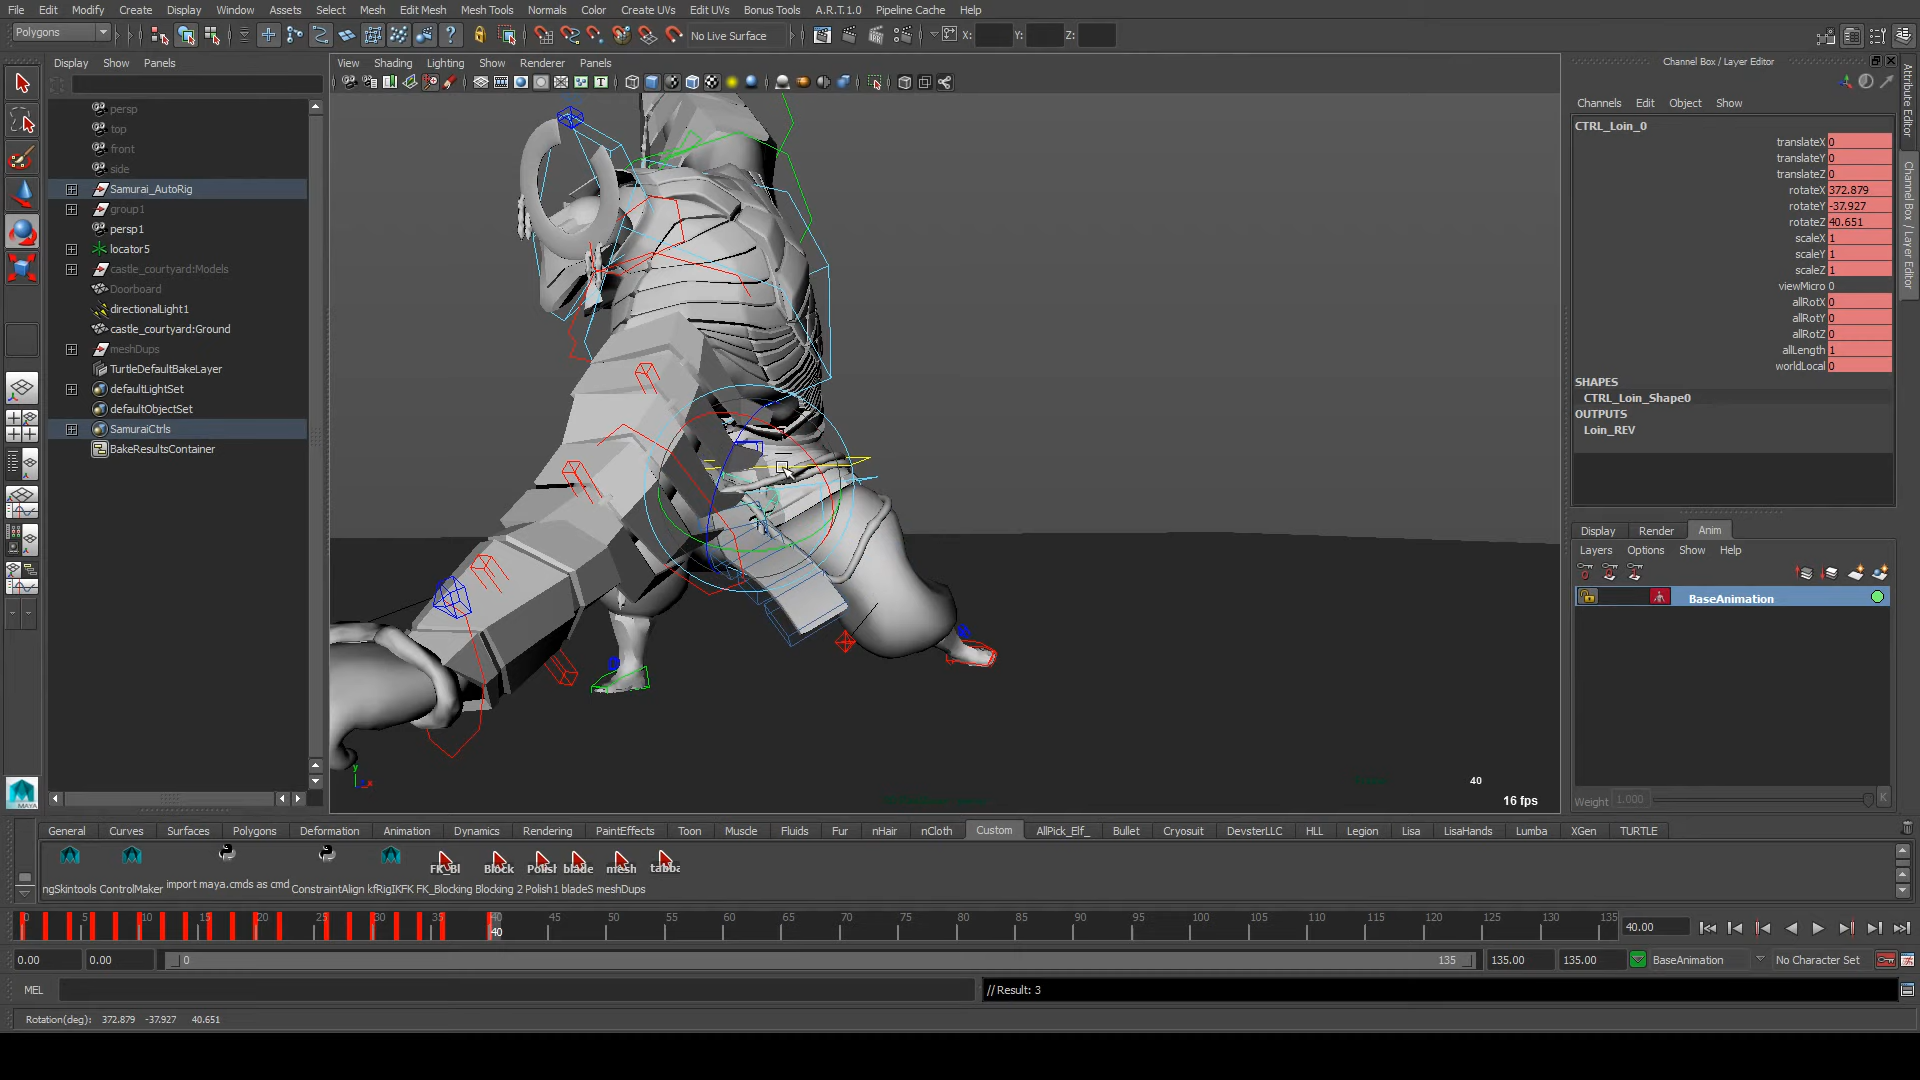 File Edit Modify Create Display Window Assets Select Mesh Edit Mesh Mesh Tools Normals Color Create UVs Edit UVs Bonus Tools A.R.T.1.0 Pipeline Cache Help
Polygons
No Live Surface
X: Y: Z:
Display Show Panels
View Shading Lighting Show Renderer Panels
Channel Box / Layer Editor
Channels Edit Object Show
persp
top
front
side
Samurai_AutoRig
group1
persp1
locator5
castle_courtyard:Models
Doorboard
directionalLight1
castle_courtyard:Ground
meshDups
TurtleDefaultBakeLayer
defaultLightSet
defaultObjectSet
SamuraiCtrls
BakeResultsContainer
CTRL_Loin_0
translateX 0
translateY 0
translateZ 0
rotateX 372.879
rotateY -37.927
rotateZ 40.651
scaleX 1
scaleY 1
scaleZ 1
viewMicro 0
allRotX 0
allRotY 0
allRotZ 0
allLength 1
worldLocal 0
SHAPES
CTRL_Loin_Shape0
OUTPUTS
Loin_REV
Attribute Editor
Channel Box / Layer Editor
Display Render Anim
Layers Options Show Help
BaseAnimation
Weight 1.000 K
y x
40
16 fps
MAYA
General Curves Surfaces Polygons Deformation Animation Dynamics Rendering PaintEffects Toon Muscle Fluids Fur nHair nCloth Custom AllPick_Elf_ Bullet Cryosuit DevsterLLC HLL Legion Lisa LisaHands Lumba XGen TURTLE
FK_Bl Block Polish blade mesh tabba
ngSkintools ControlMaker import maya.cmds as cmd ConstraintAlign kfRigIKFK FK_Blocking Blocking 2 Polish1 bladeS meshDups
0 5 10 15 20 25 30 35 40 45 50 55 60 65 70 75 80 85 90 95 100 105 110 115 120 125 130 135
40
40.00
0.00 0.00 0 135 135.00 135.00 BaseAnimation No Character Set
MEL // Result: 3
Rotation(deg): 372.879 -37.927 40.651